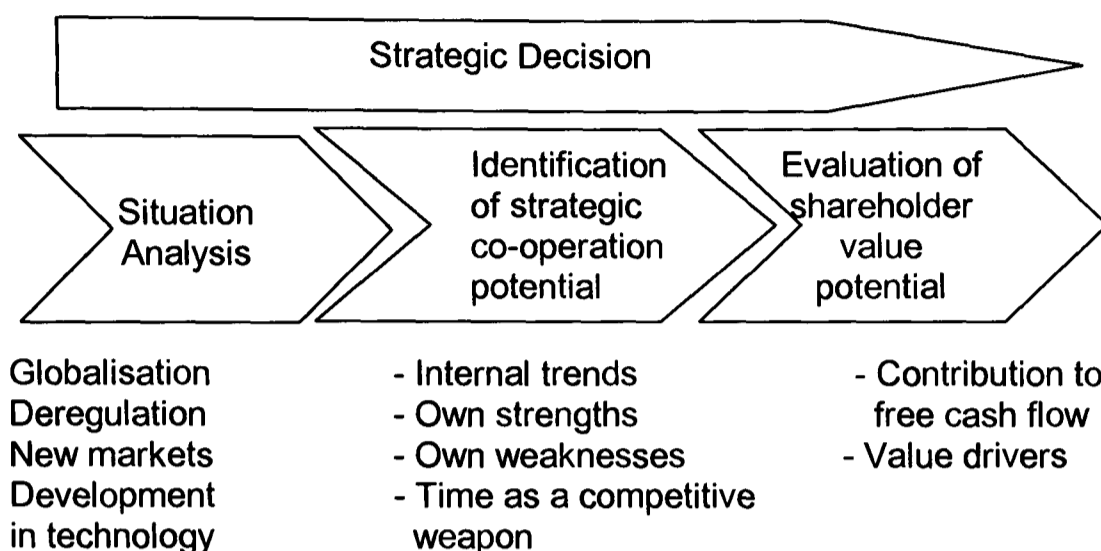 Strategic Decision
Situation
Analysis
Identification
of strategic
co-operation
potential
Evaluation of
shareholder
value
potential
Globalisation
Deregulation
New markets
Development
in technology
- Internal trends
- Own strengths
- Own weaknesses
- Time as a competitive
weapon
- Contribution to
free cash flow
- Value drivers